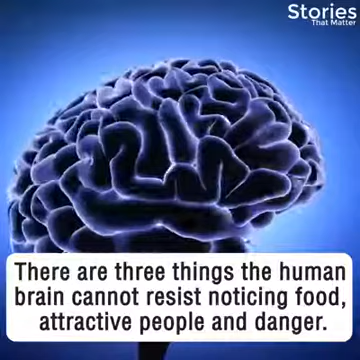 Stories
That Matter
There are three things the human
brain cannot resist noticing food,
attractive people and danger.